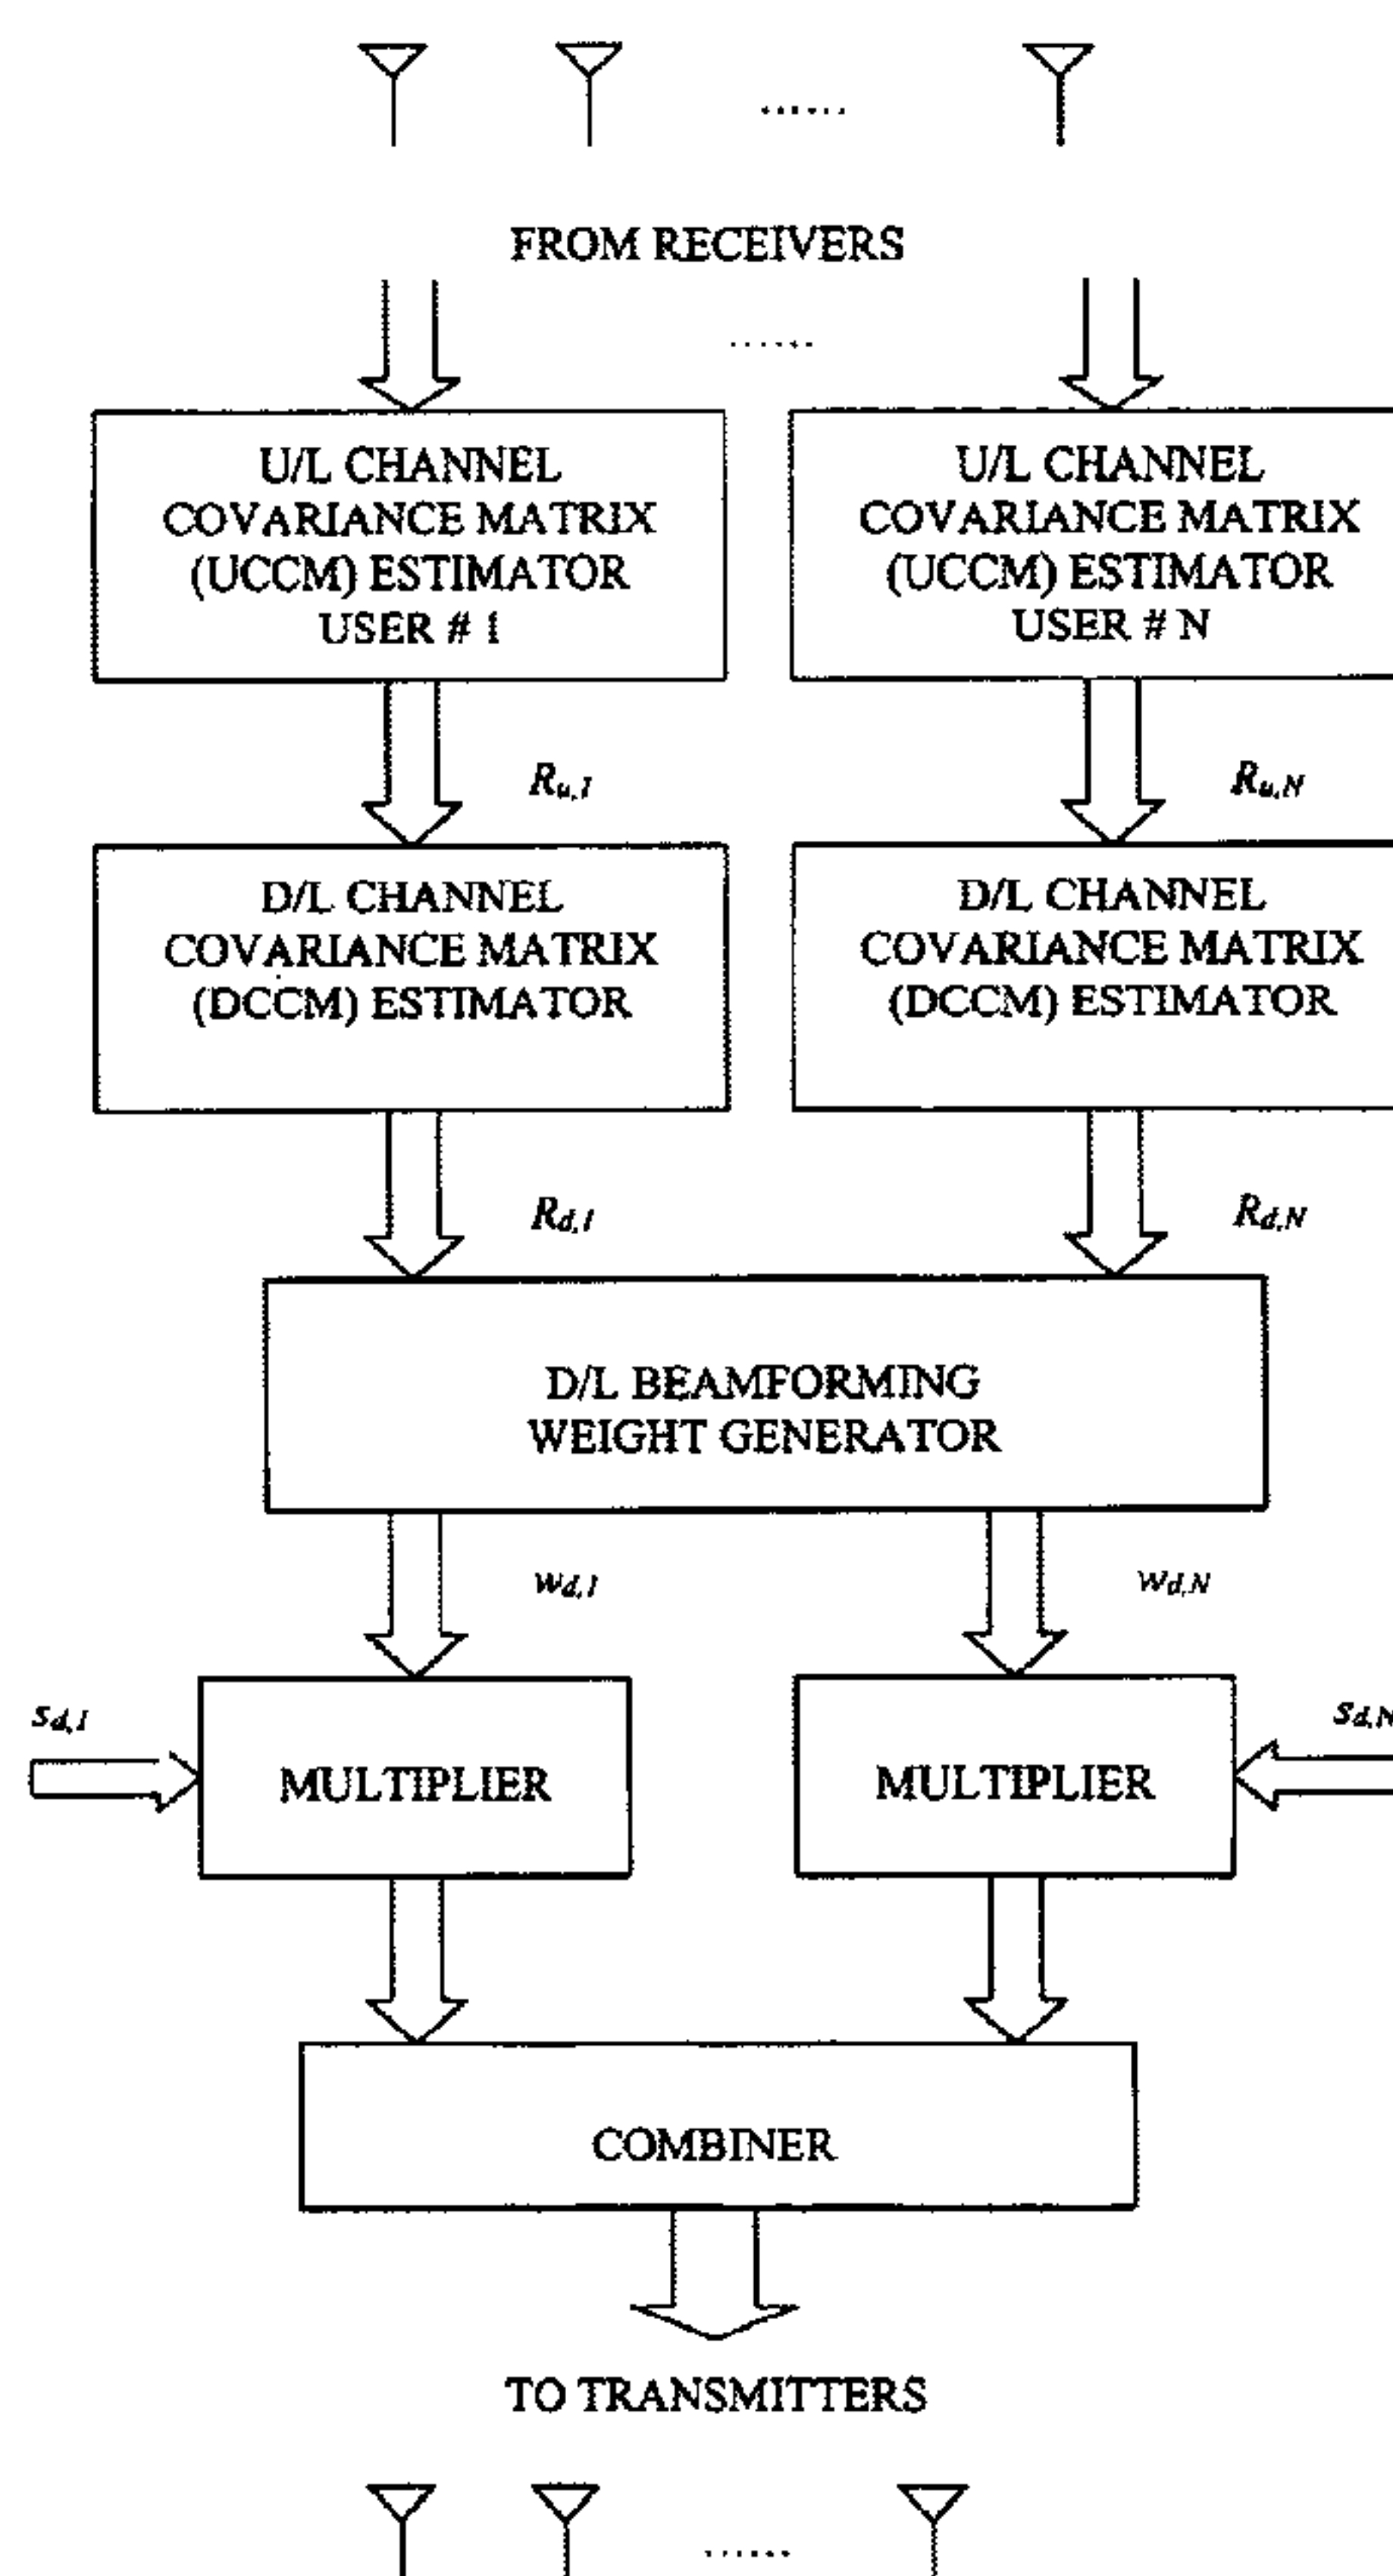 ......
FROM RECEIVERS
......
U/L CHANNEL
COVARIANCE MATRIX
(UCCM) ESTIMATOR
USER # 1
U/L CHANNEL
COVARIANCE MATRIX
(UCCM) ESTIMATOR
USER # N
Ru,1
Ru,N
D/L CHANNEL
COVARIANCE MATRIX
(DCCM) ESTIMATOR
D/L CHANNEL
COVARIANCE MATRIX
(DCCM) ESTIMATOR
Rd,1
Rd,N
D/L BEAMFORMING
WEIGHT GENERATOR
wd,1
wd,N
sd,1
sd,N
MULTIPLIER
MULTIPLIER
COMBINER
TO TRANSMITTERS
......